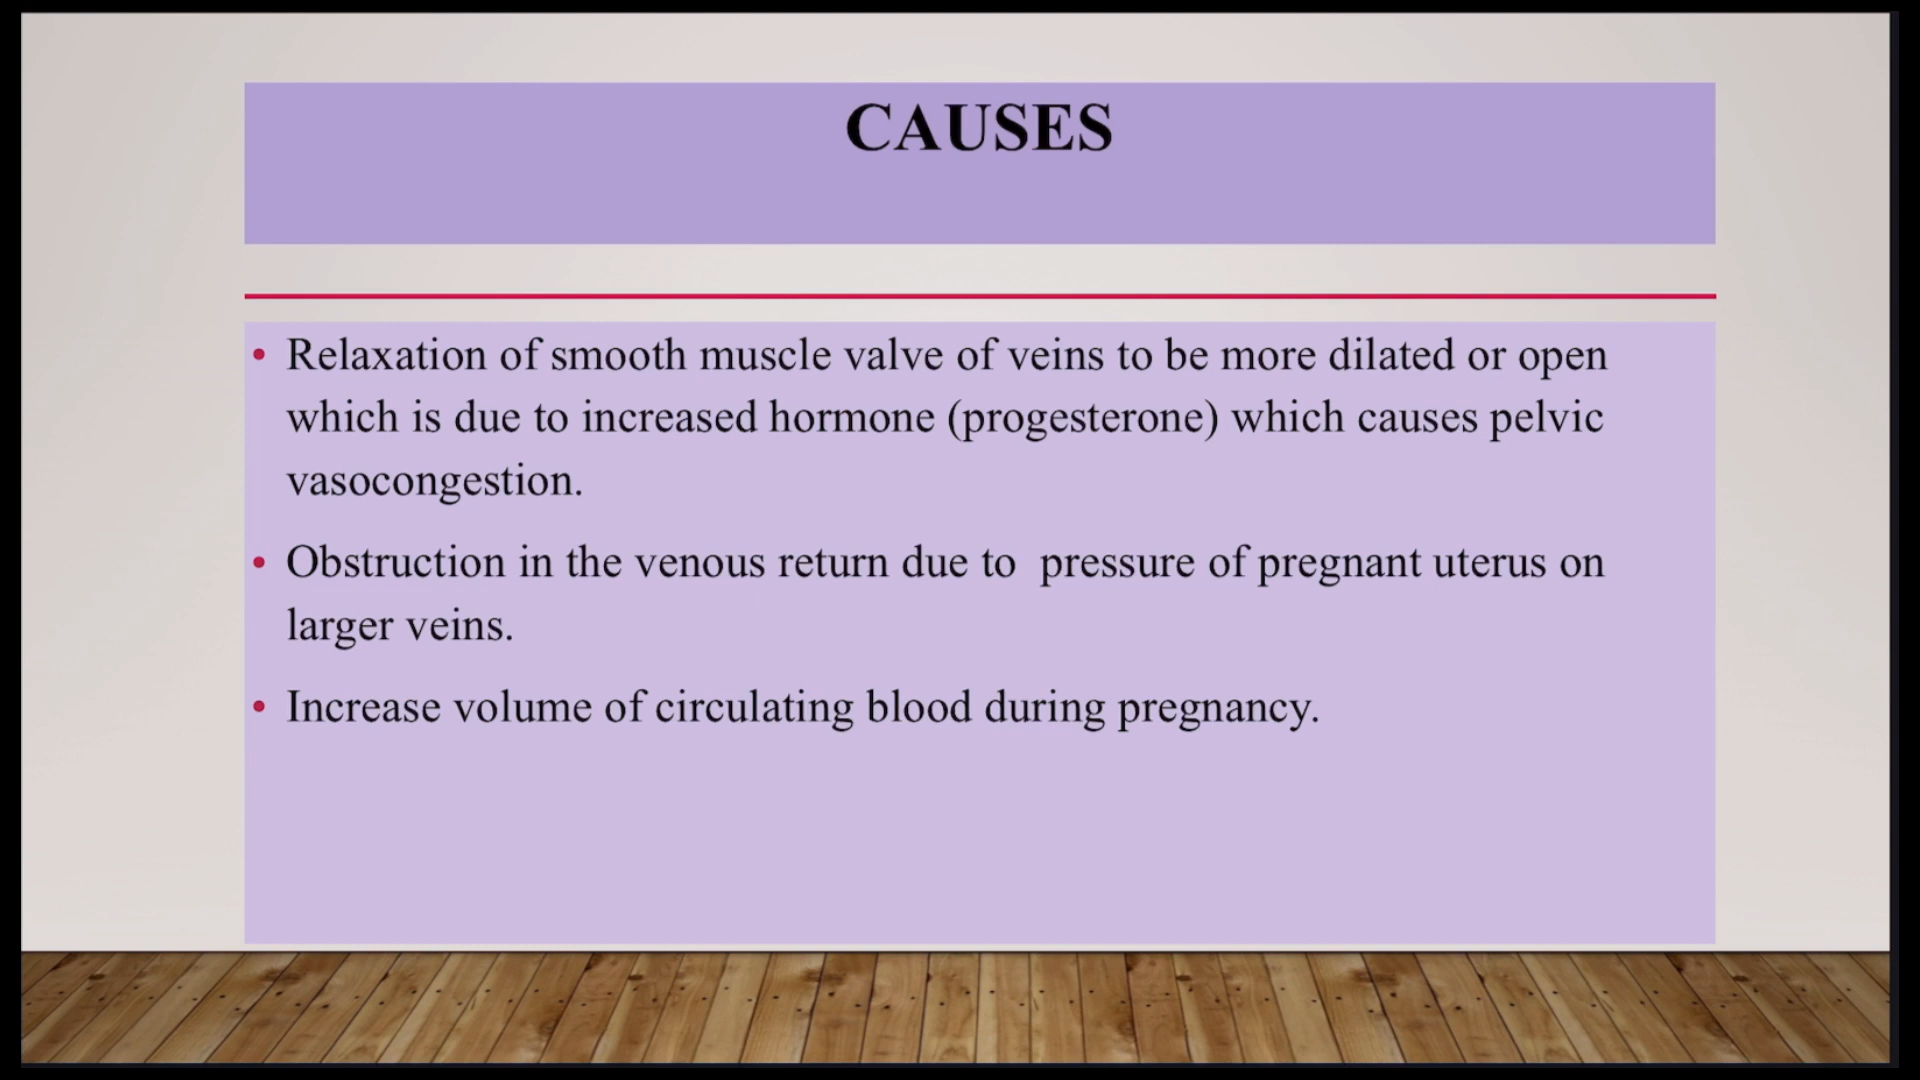 CAUSES
• Relaxation of smooth muscle valve of veins to be more dilated or open
which is due to increased hormone (progesterone) which causes pelvic
vasocongestion.
• Obstruction in the venous return due to  pressure of pregnant uterus on
larger veins.
• Increase volume of circulating blood during pregnancy.